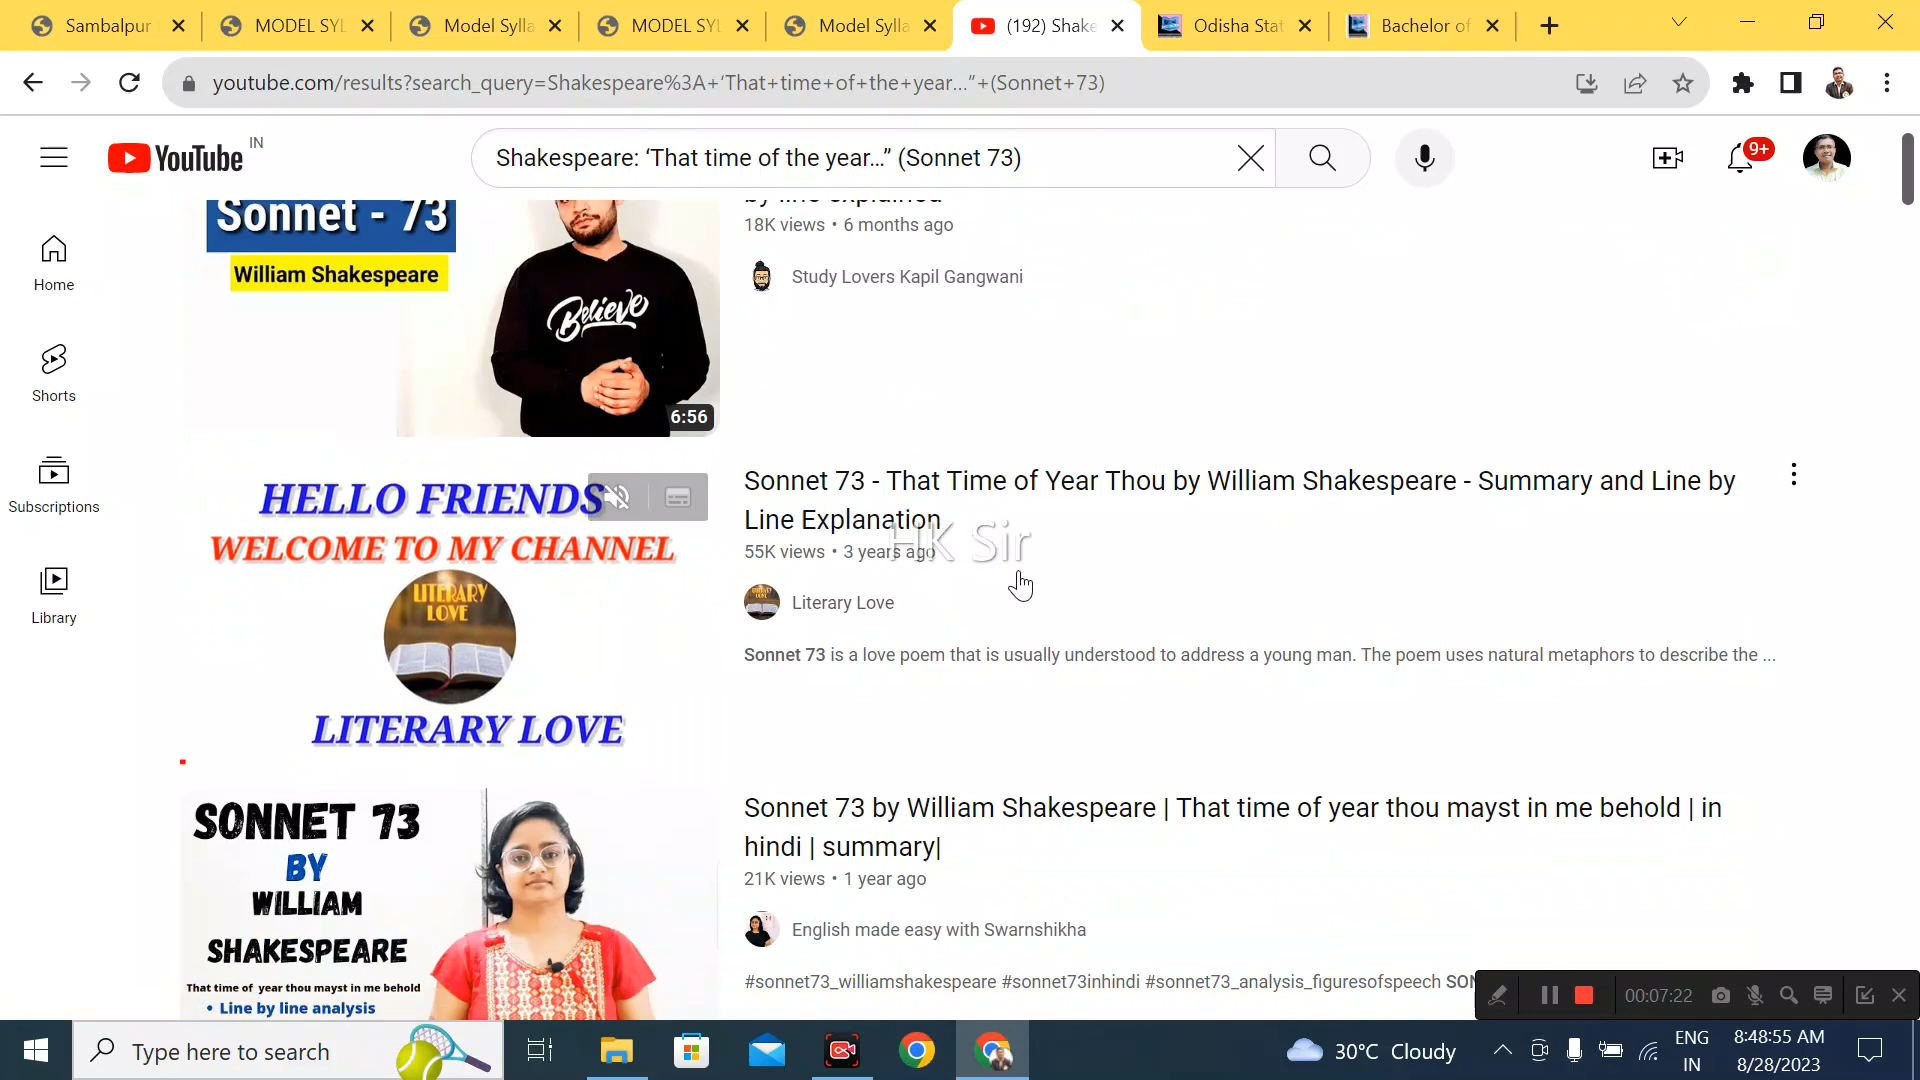 Sambalpur
MODEL SYL
Model Sylla
MODEL SYL
Model Sylla
(192) Shake
Odisha Stat
Bachelor of
youtube.com/results?search_query=Shakespeare%3A+‘That+time+of+the+year…”+(Sonnet+73)
YouTube IN
Shakespeare: ‘That time of the year…” (Sonnet 73)
9+
Home
Shorts
Subscriptions
Library
Sonnet - 73
William Shakespeare
Believe
6:56
by line explained
18K views • 6 months ago
Study Lovers Kapil Gangwani
HELLO FRIENDS
WELCOME TO MY CHANNEL
LITERARY
LOVE
LITERARY LOVE
Sonnet 73 - That Time of Year Thou by William Shakespeare - Summary and Line by
Line Explanation
HK Sir
55K views • 3 years ago
Literary Love
Sonnet 73 is a love poem that is usually understood to address a young man. The poem uses natural metaphors to describe the ...
SONNET 73
BY
WILLIAM
SHAKESPEARE
That time of year thou mayst in me behold
• Line by line analysis
Sonnet 73 by William Shakespeare | That time of year thou mayst in me behold | in
hindi | summary|
21K views • 1 year ago
English made easy with Swarnshikha
#sonnet73_williamshakespeare #sonnet73inhindi #sonnet73_analysis_figuresofspeech SON
00:07:22
Type here to search
30°C Cloudy
ENG
IN
8:48:55 AM
8/28/2023